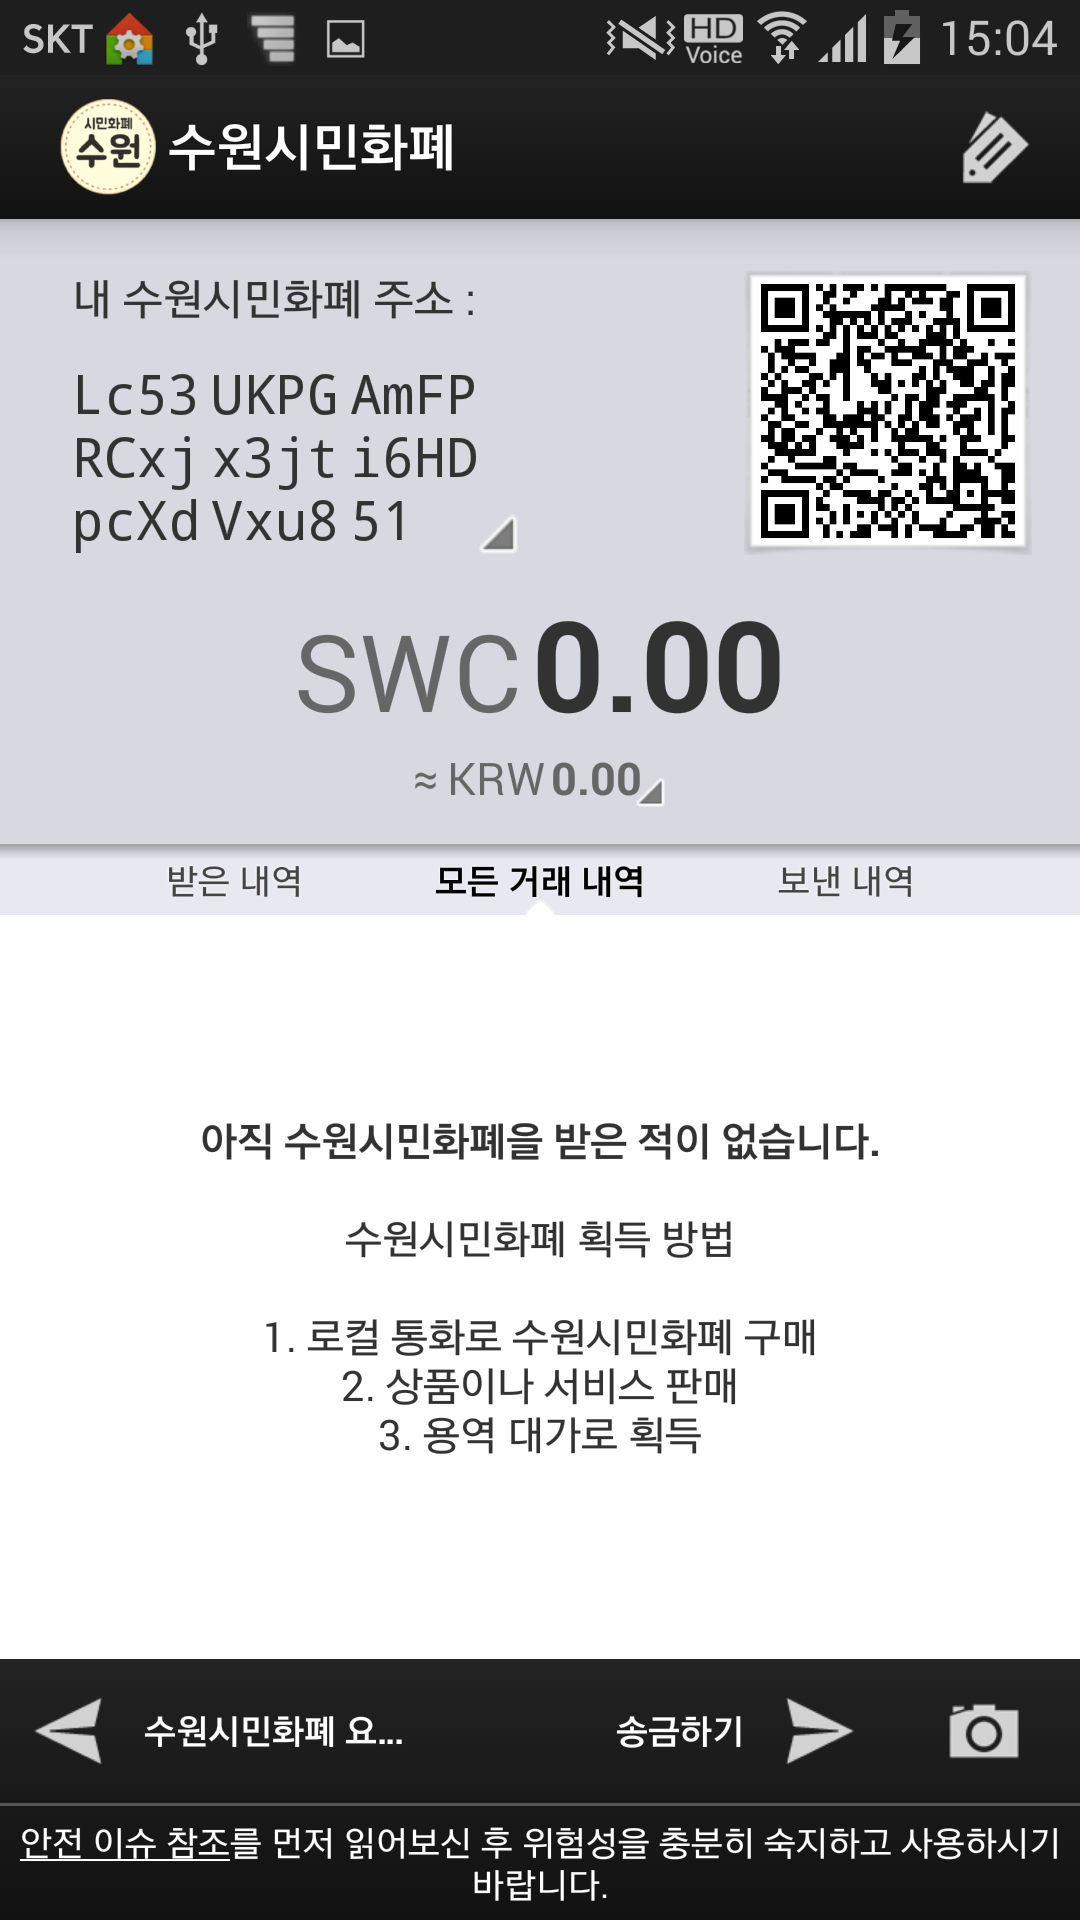 SKT HD Voice 15:04
시민화폐 수원 수원시민화폐
내 수원시민화폐 주소 :
Lc53 UKPG AmFP
RCxj x3jt i6HD
pcXd Vxu8 51
SWC 0.00
≈ KRW 0.00
받은 내역 모든 거래 내역 보낸 내역
아직 수원시민화폐을 받은 적이 없습니다.
수원시민화폐 획득 방법
1. 로컬 통화로 수원시민화폐 구매
2. 상품이나 서비스 판매
3. 용역 대가로 획득
수원시민화폐 요... 송금하기
안전 이슈 참조를 먼저 읽어보신 후 위험성을 충분히 숙지하고 사용하시기
바랍니다.